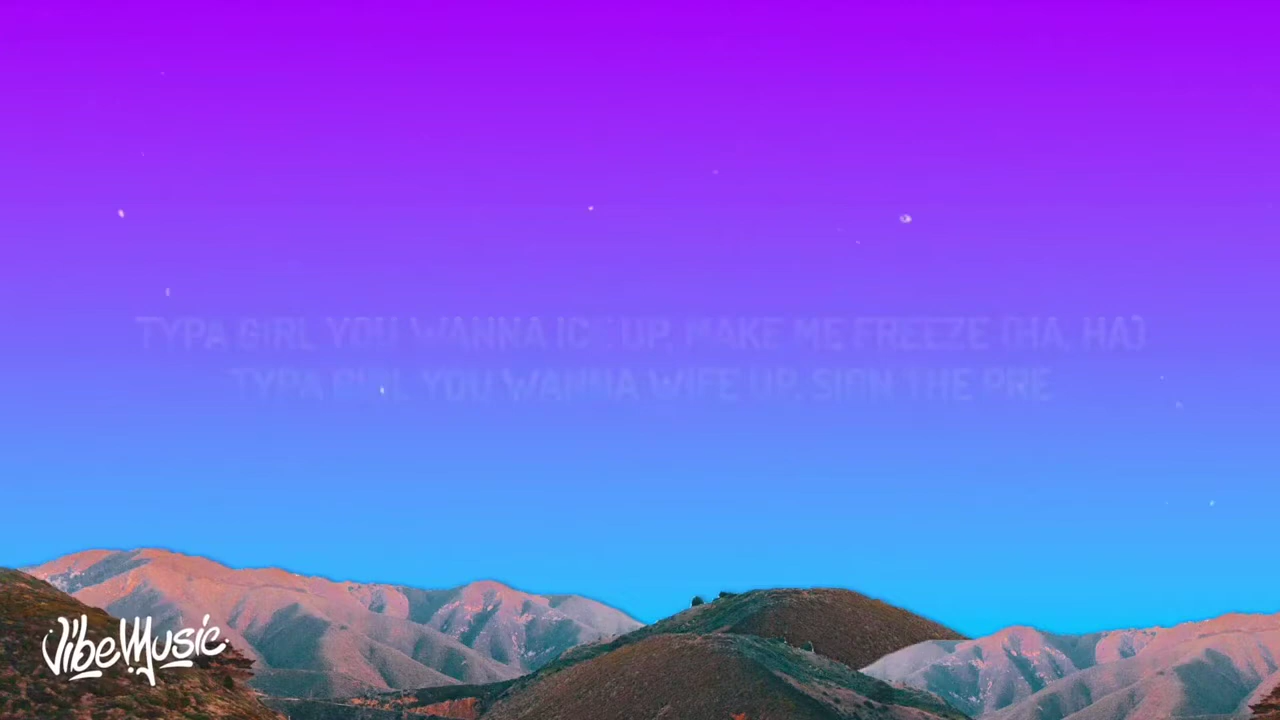 TYPA GIRL YOU WANNA ICE UP, MAKE ME FREEZE (HA, HA)
TYPA GIRL YOU WANNA WIFE UP, SIGN THE PRE
VibeMusic